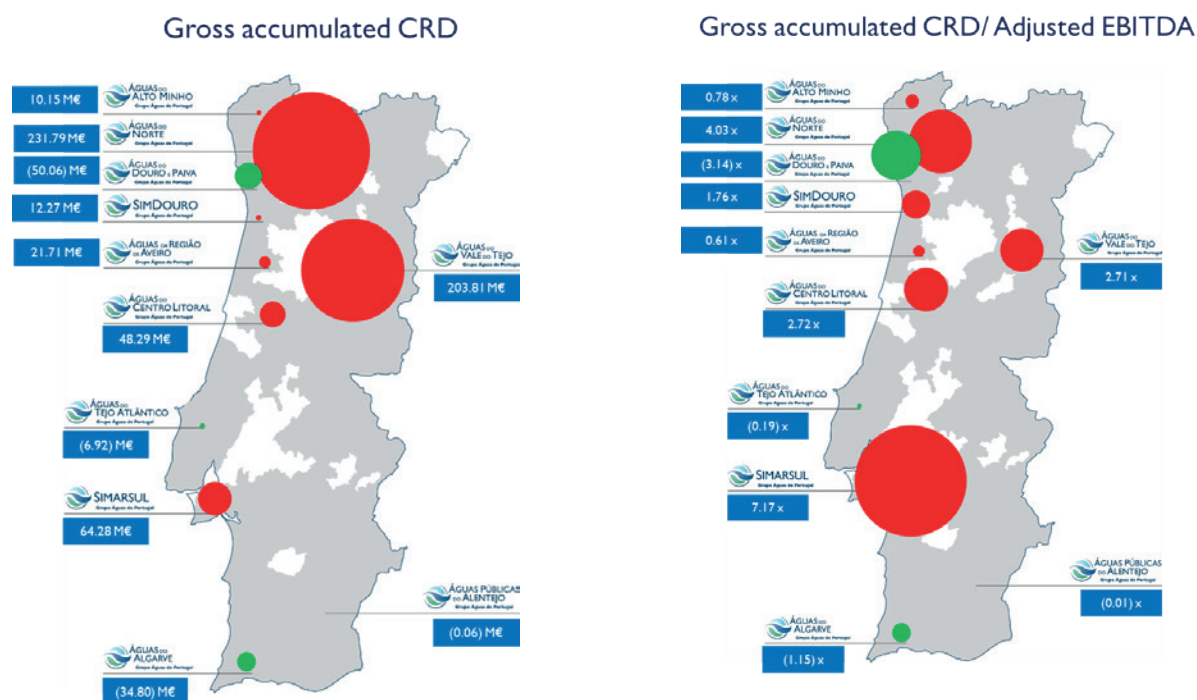 Gross accumulated CRD
10.15 M€
ÁGUAS DO
ALTO MINHO
Grupo Águas de Portugal
231.79 M€
ÁGUAS DO
NORTE
Grupo Águas de Portugal
(50.06) M€
ÁGUAS DO
DOURO E PAIVA
Grupo Águas de Portugal
12.27 M€
SIMDOURO
Grupo Águas de Portugal
21.71 M€
ÁGUAS DA REGIÃO
DE AVEIRO
Grupo Águas de Portugal
ÁGUAS DO
VALE DO TEJO
Grupo Águas de Portugal
203.81 M€
ÁGUAS DO
CENTRO LITORAL
Grupo Águas de Portugal
48.29 M€
ÁGUAS DO
TEJO ATLÂNTICO
Grupo Águas de Portugal
(6.92) M€
SIMARSUL
Grupo Águas de Portugal
64.28 M€
ÁGUAS PÚBLICAS
DO ALENTEJO
Grupo Águas de Portugal
(0.06) M€
ÁGUAS DO
ALGARVE
Grupo Águas de Portugal
(34.80) M€
Gross accumulated CRD/ Adjusted EBITDA
0.78 x
ÁGUAS DO
ALTO MINHO
Grupo Águas de Portugal
4.03 x
ÁGUAS DO
NORTE
Grupo Águas de Portugal
(3.14) x
ÁGUAS DO
DOURO E PAIVA
Grupo Águas de Portugal
1.76 x
SIMDOURO
Grupo Águas de Portugal
0.61 x
ÁGUAS DA REGIÃO
DE AVEIRO
Grupo Águas de Portugal
ÁGUAS DO
VALE DO TEJO
Grupo Águas de Portugal
2.71 x
ÁGUAS DO
CENTRO LITORAL
Grupo Águas de Portugal
2.72 x
ÁGUAS DO
TEJO ATLÂNTICO
Grupo Águas de Portugal
(0.19) x
SIMARSUL
Grupo Águas de Portugal
7.17 x
ÁGUAS PÚBLICAS
DO ALENTEJO
Grupo Águas de Portugal
(0.01) x
ÁGUAS DO
ALGARVE
Grupo Águas de Portugal
(1.15) x